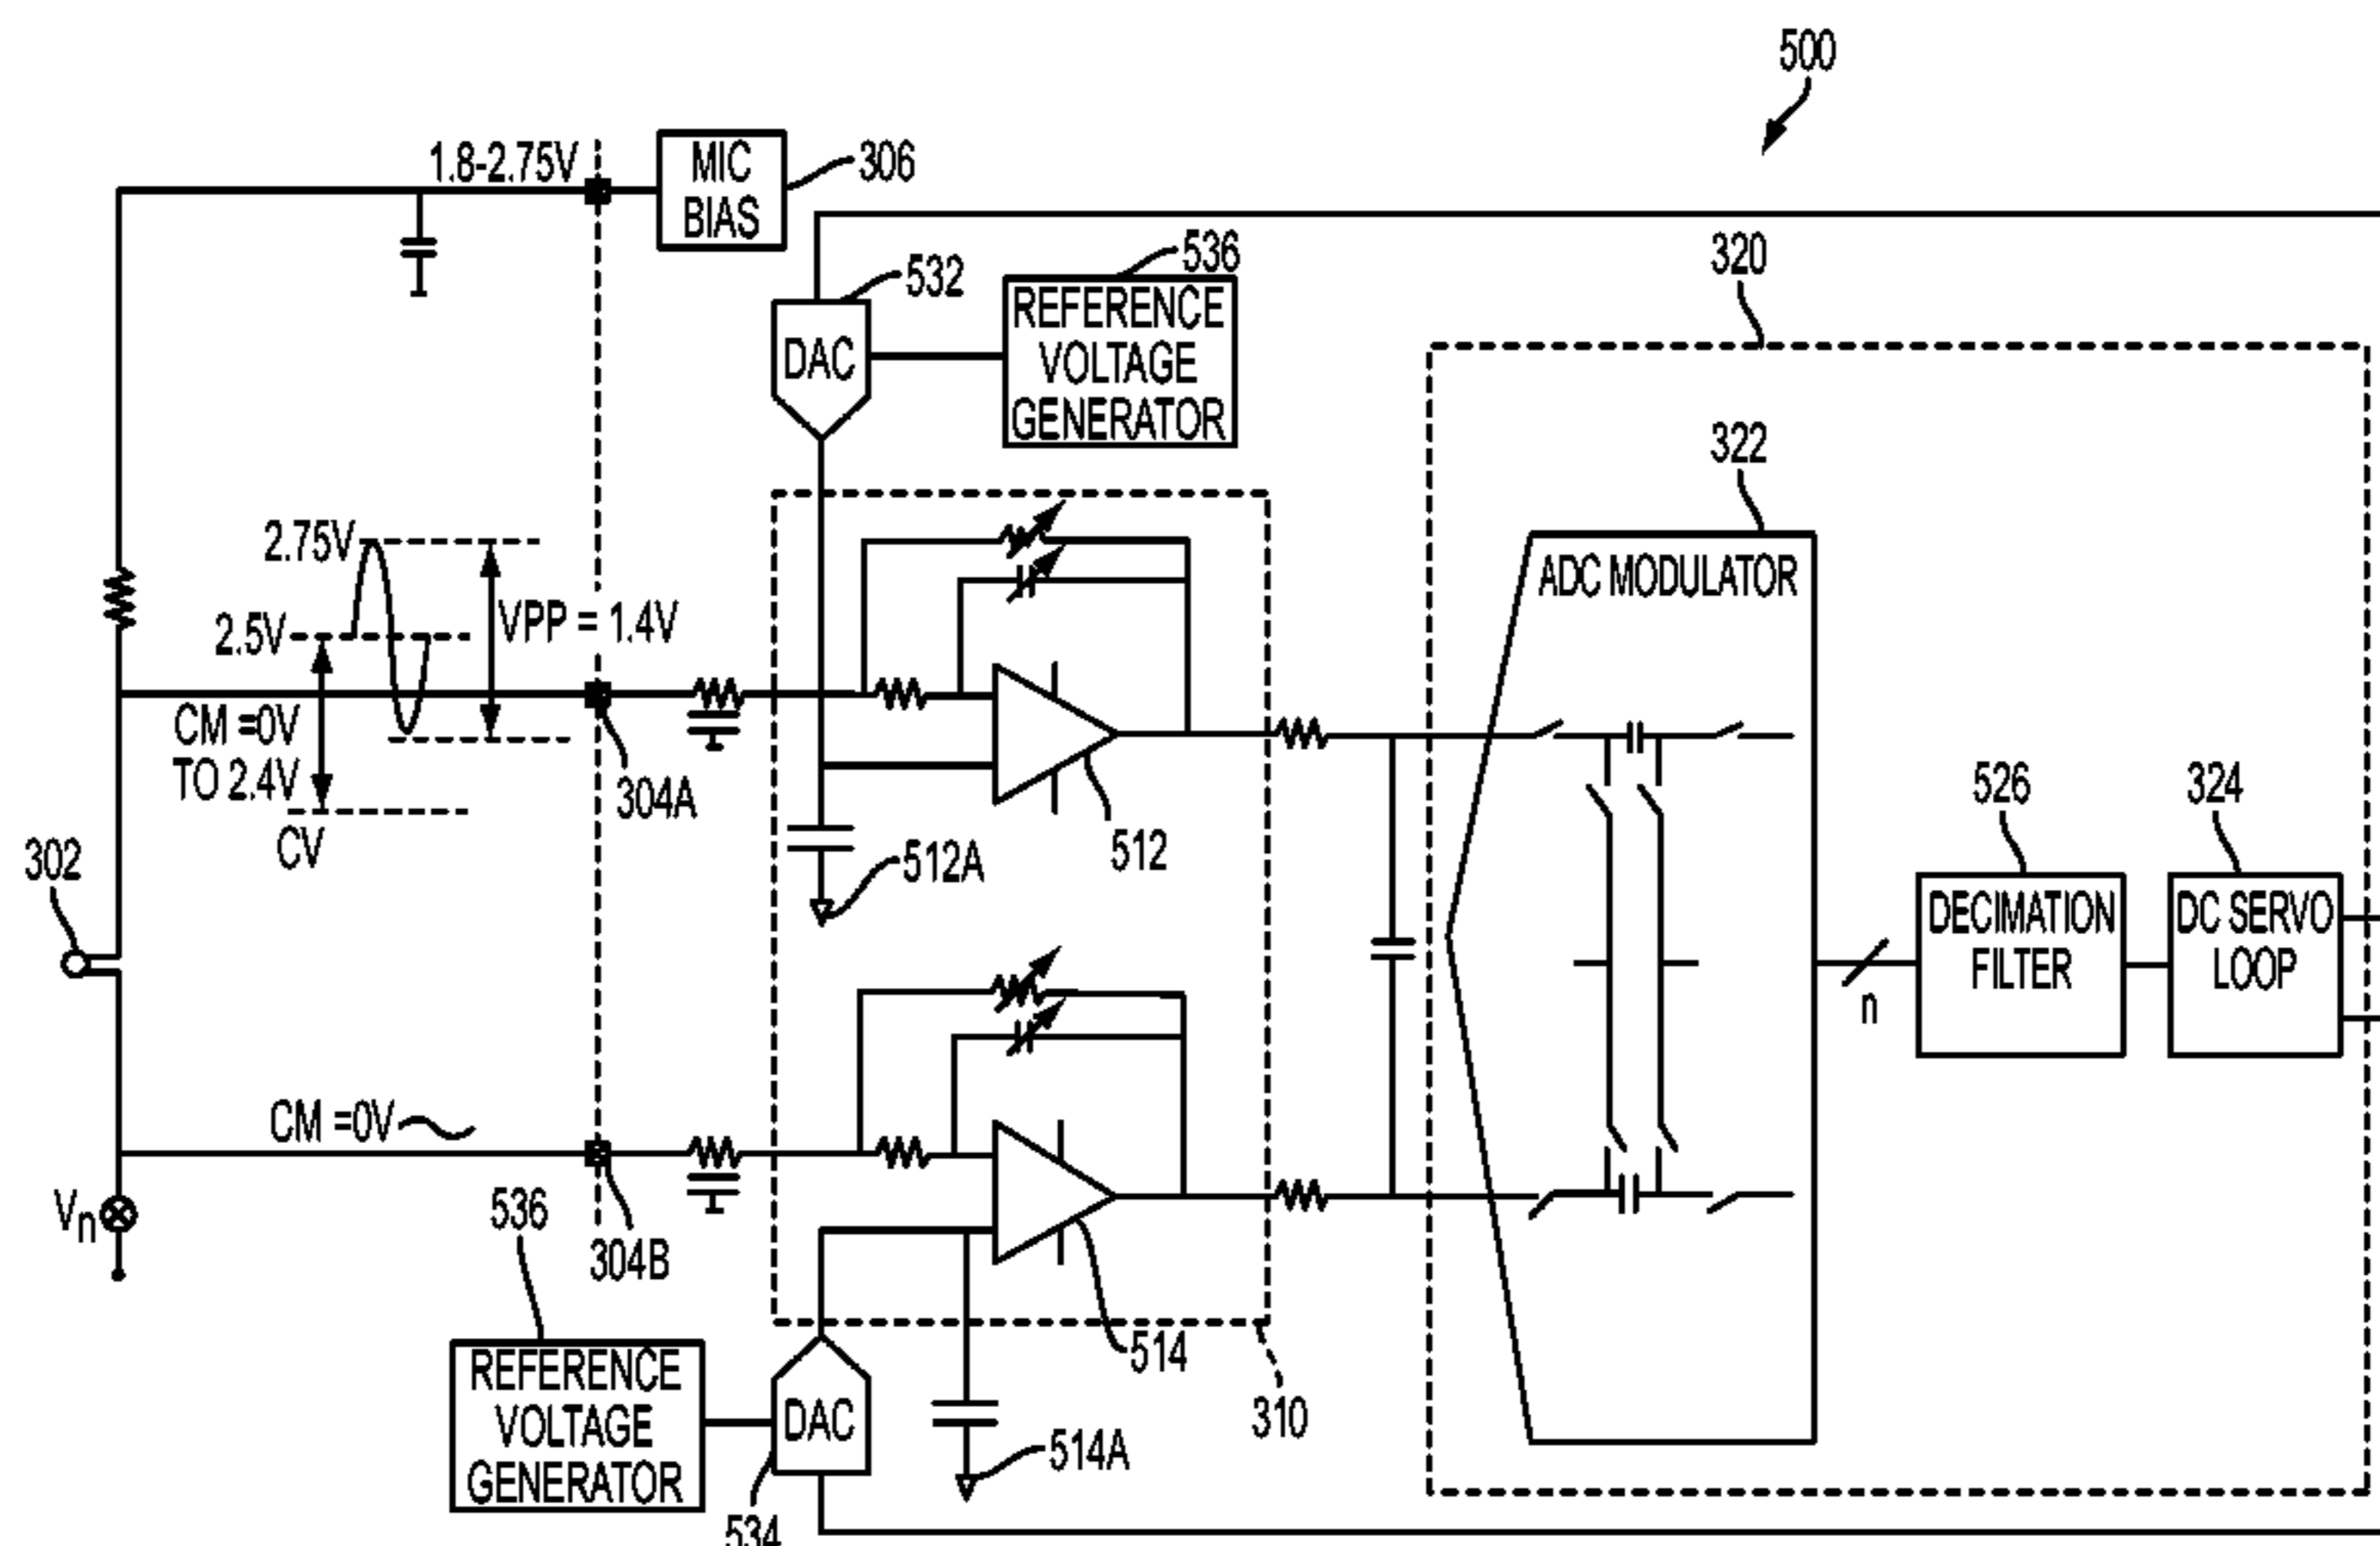 500
1.8-2.75V
MIC
BIAS
306
532
536
REFERENCE
VOLTAGE
GENERATOR
DAC
320
322
ADC MODULATOR
2.75V
2.5V
VPP = 1.4V
CM =0V
TO 2.4V
CV
304A
512
512A
302
526
324
DECIMATION
FILTER
DC SERVO
LOOP
n
CM =0V
Vn
304B
536
REFERENCE
VOLTAGE
GENERATOR
DAC
534
514
514A
310